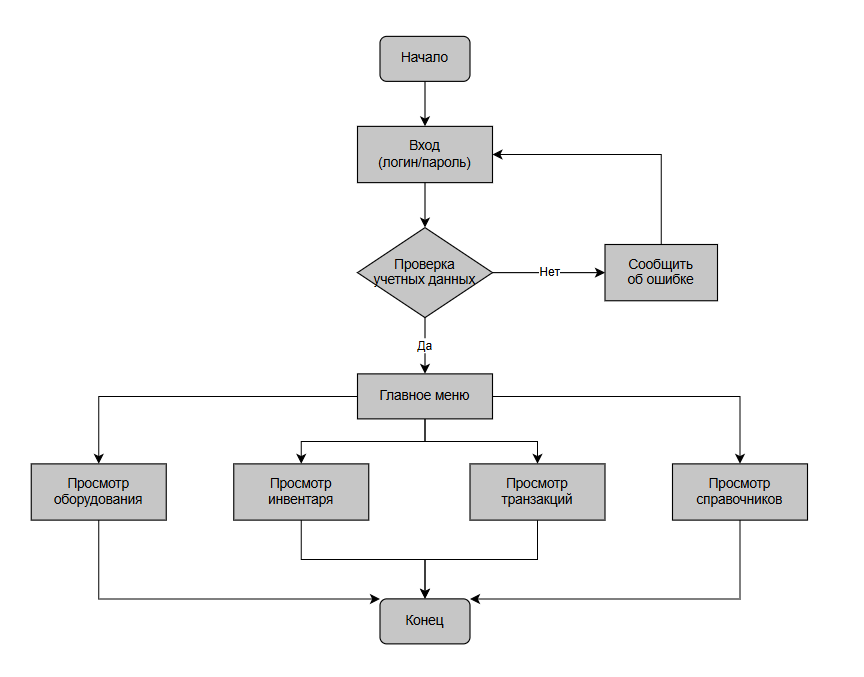 Начало
Вход
(логин/пароль)
Проверка
учетных данных
Нет
Сообщить
об ошибке
Да
Главное меню
Просмотр
оборудования
Просмотр
инвентаря
Просмотр
транзакций
Просмотр
справочников
Конец